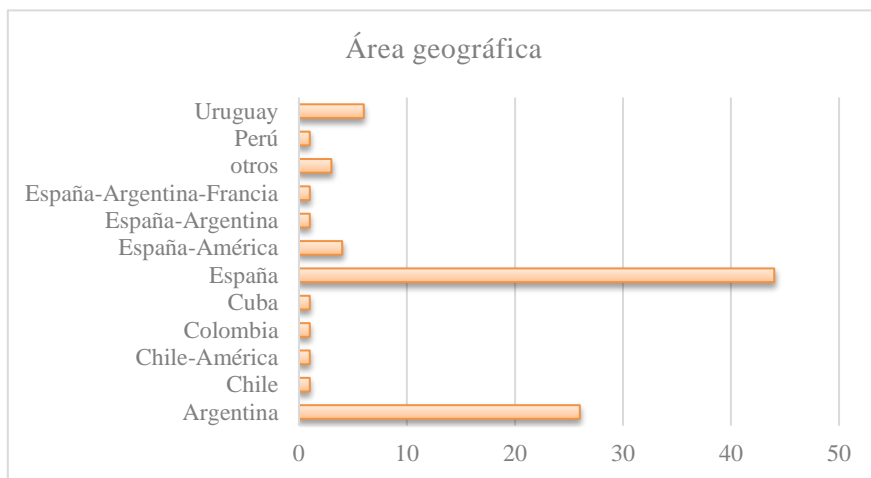 Área geográfica
Uruguay
Perú
otros
España-Argentina-Francia
España-Argentina
España-América
España
Cuba
Colombia
Chile-América
Chile
Argentina
0 10 20 30 40 50